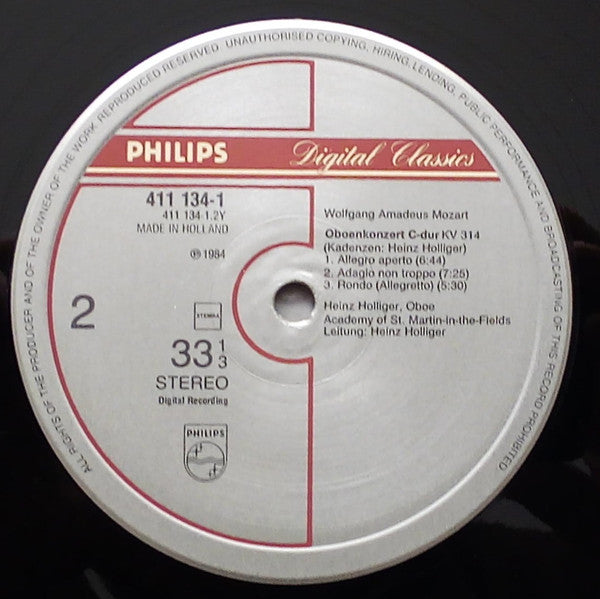 ALL RIGHTS OF THE PRODUCER AND OF THE OWNER OF THE WORK REPRODUCED RESERVED. UNAUTHORISED COPYING, HIRING, LENDING, PUBLIC PERFORMANCE AND BROADCASTING OF THIS RECORD PROHIBITED
PHILIPS
Digital Classics
411 134-1
411 134-1.2Y
MADE IN HOLLAND
℗ 1984
2
STEMRA
33 1/3
STEREO
Digital Recording
PHILIPS
Wolfgang Amadeus Mozart
Oboenkonzert C-dur KV 314
(Kadenzen: Heinz Holliger)
1. Allegro aperto (6:44)
2. Adagio non troppo (7:25)
3. Rondo (Allegretto) (5:30)
Heinz Holliger, Oboe
Academy of St. Martin-in-the-Fields
Leitung: Heinz Holliger